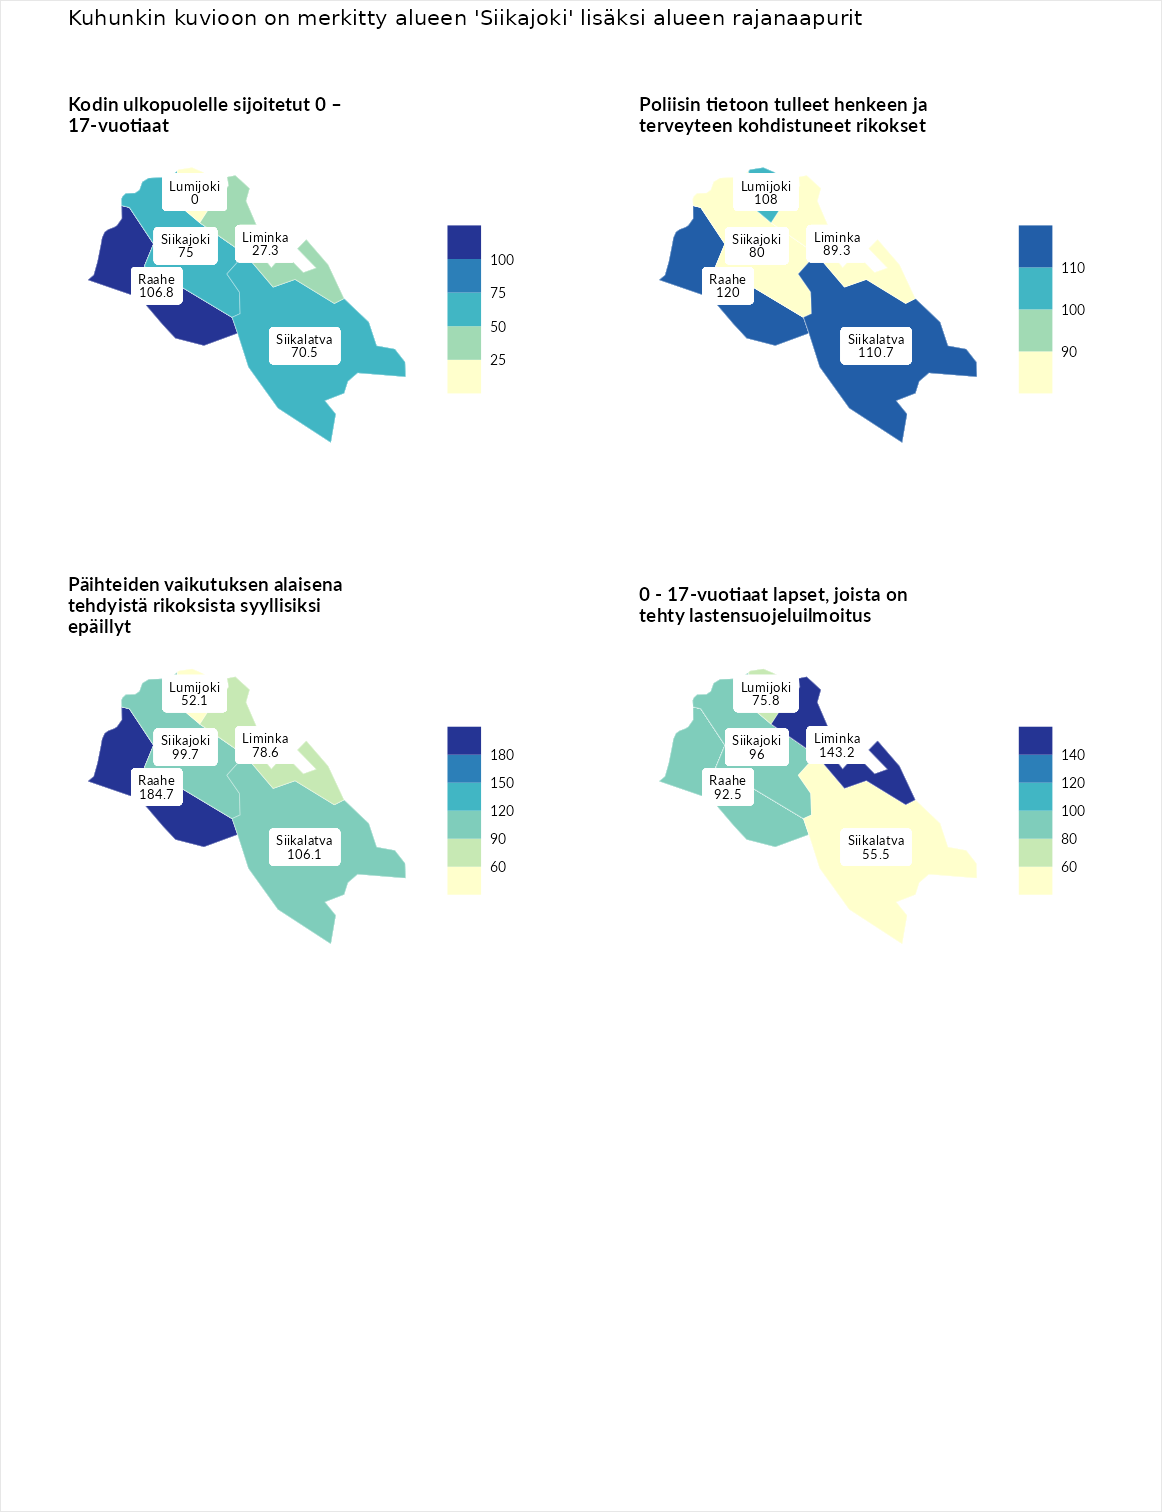 Kuhunkin kuvioon on merkitty alueen 'Siikajoki' lisäksi alueen rajanaapurit
Kodin ulkopuolelle sijoitetut 0 –
17-vuotiaat
Lumijoki
0
Siikajoki
75
Liminka
27.3
Raahe
106.8
Siikalatva
70.5
100
75
50
25
Poliisin tietoon tulleet henkeen ja
terveyteen kohdistuneet rikokset
Lumijoki
108
Siikajoki
80
Liminka
89.3
Raahe
120
Siikalatva
110.7
110
100
90
Päihteiden vaikutuksen alaisena
tehdyistä rikoksista syyllisiksi
epäillyt
Lumijoki
52.1
Siikajoki
99.7
Liminka
78.6
Raahe
184.7
Siikalatva
106.1
180
150
120
90
60
0 - 17-vuotiaat lapset, joista on
tehty lastensuojeluilmoitus
Lumijoki
75.8
Siikajoki
96
Liminka
143.2
Raahe
92.5
Siikalatva
55.5
140
120
100
80
60